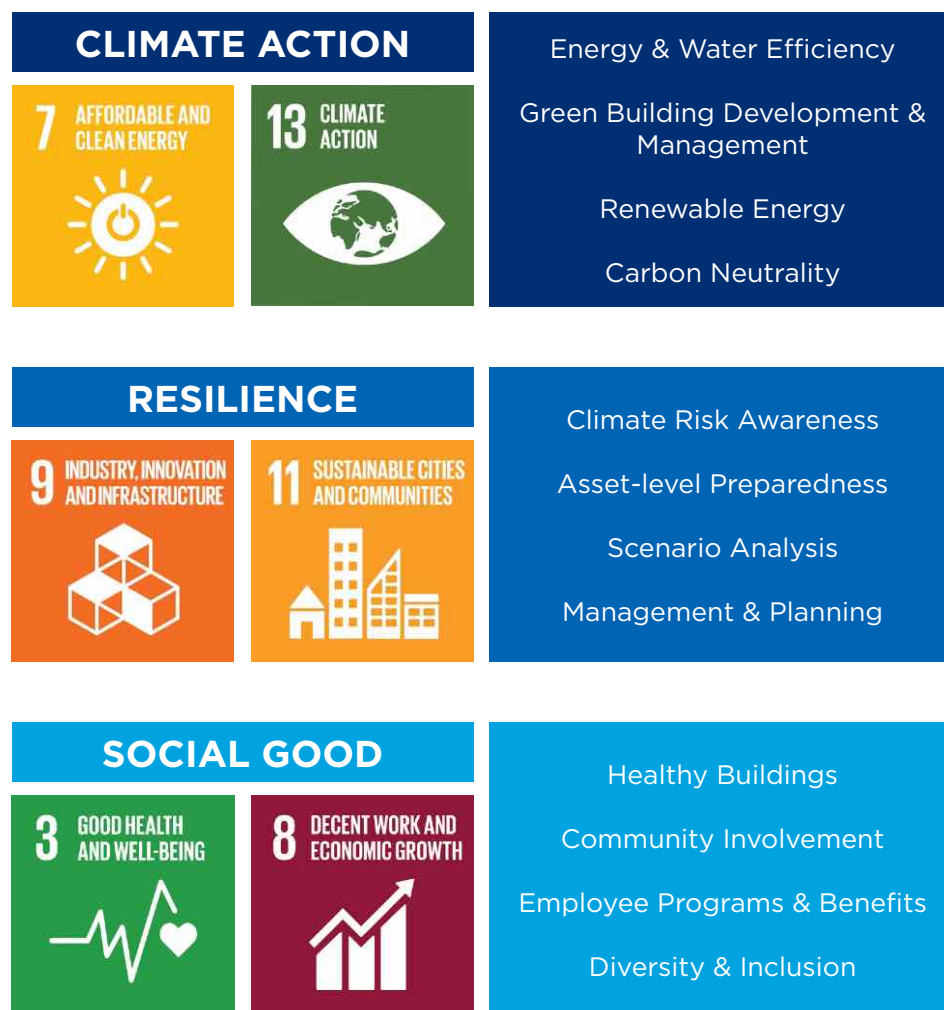 CLIMATE ACTION
7 AFFORDABLE AND
CLEAN ENERGY
13 CLIMATE
ACTION
Energy & Water Efficiency
Green Building Development &
Management
Renewable Energy
Carbon Neutrality
RESILIENCE
9 INDUSTRY, INNOVATION
AND INFRASTRUCTURE
11 SUSTAINABLE CITIES
AND COMMUNITIES
Climate Risk Awareness
Asset-level Preparedness
Scenario Analysis
Management & Planning
SOCIAL GOOD
3 GOOD HEALTH
AND WELL-BEING
8 DECENT WORK AND
ECONOMIC GROWTH
Healthy Buildings
Community Involvement
Employee Programs & Benefits
Diversity & Inclusion